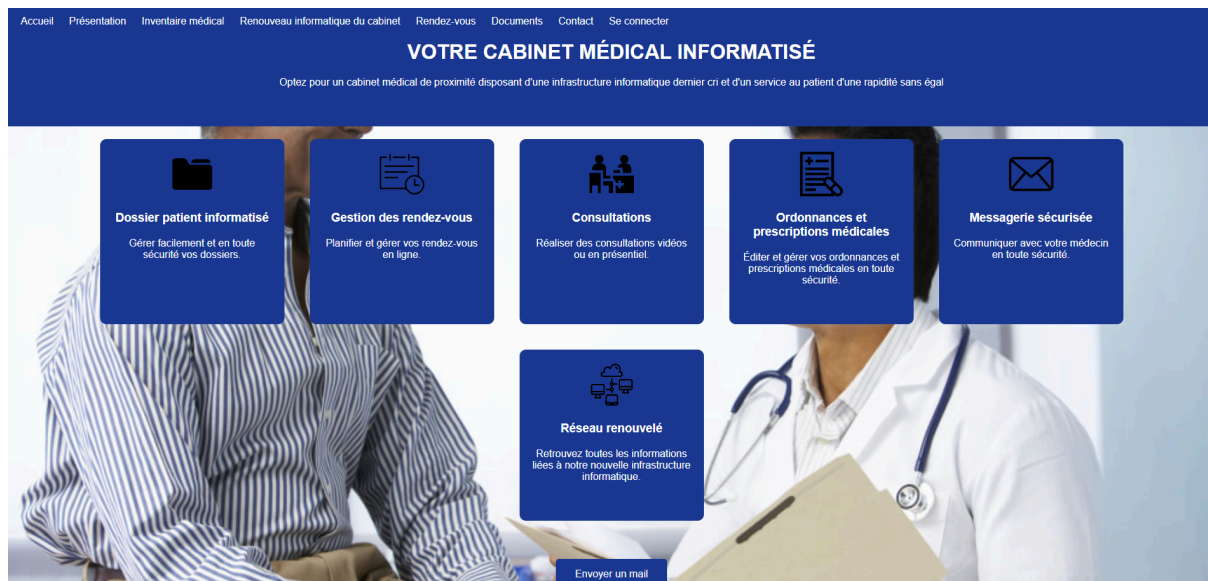 Accueil Présentation Inventaire médical Renouveau informatique du cabinet Rendez-vous Documents Contact Se connecter
VOTRE CABINET MÉDICAL INFORMATISÉ
Optez pour un cabinet médical de proximité disposant d'une infrastructure informatique dernier cri et d'un service au patient d'une rapidité sans égal
Dossier patient informatisé
Gérer facilement et en toute
sécurité vos dossiers.
Gestion des rendez-vous
Planifier et gérer vos rendez-vous
en ligne.
Consultations
Réaliser des consultations vidéos
ou en présentiel.
Ordonnances et
prescriptions médicales
Éditer et gérer vos ordonnances et
prescriptions médicales en toute
sécurité.
Messagerie sécurisée
Communiquer avec votre médecin
en toute sécurité.
Réseau renouvelé
Retrouvez toutes les informations
liées à notre nouvelle infrastructure
informatique.
Envoyer un mail